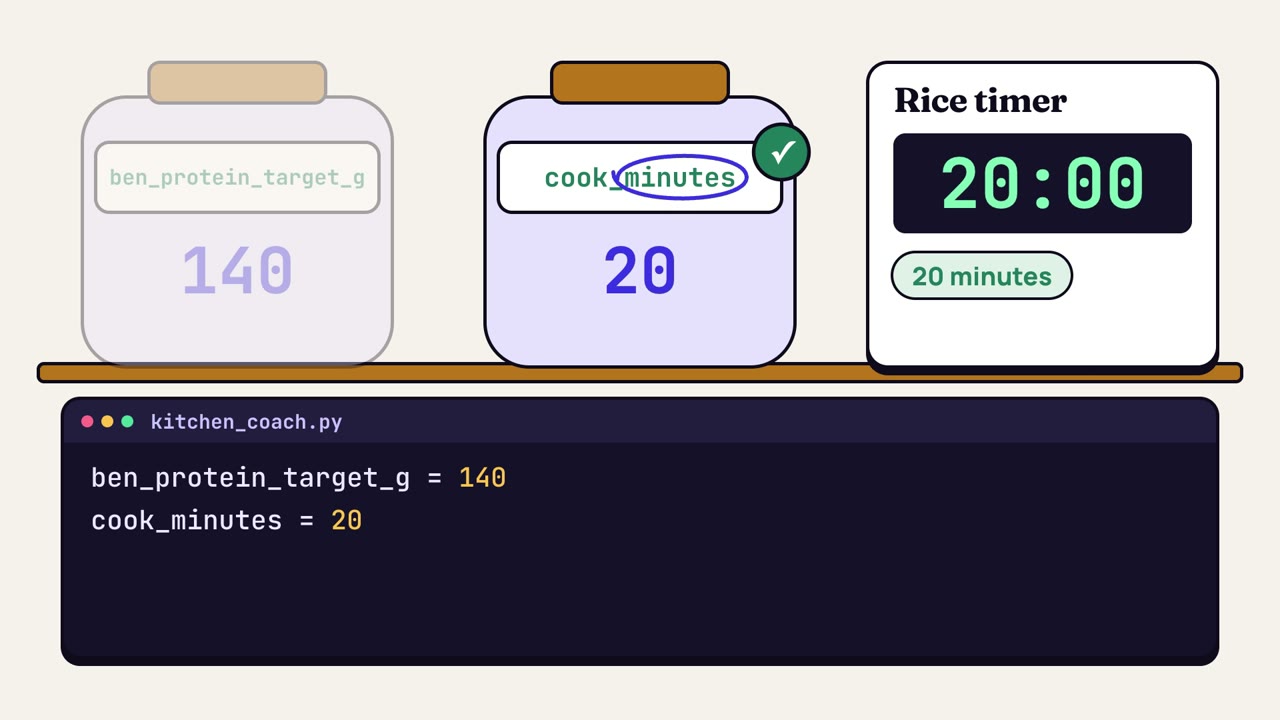 ben_protein_target_g
140
cook_minutes
20
Rice timer
20:00
20 minutes
kitchen_coach.py
ben_protein_target_g = 140
cook_minutes = 20